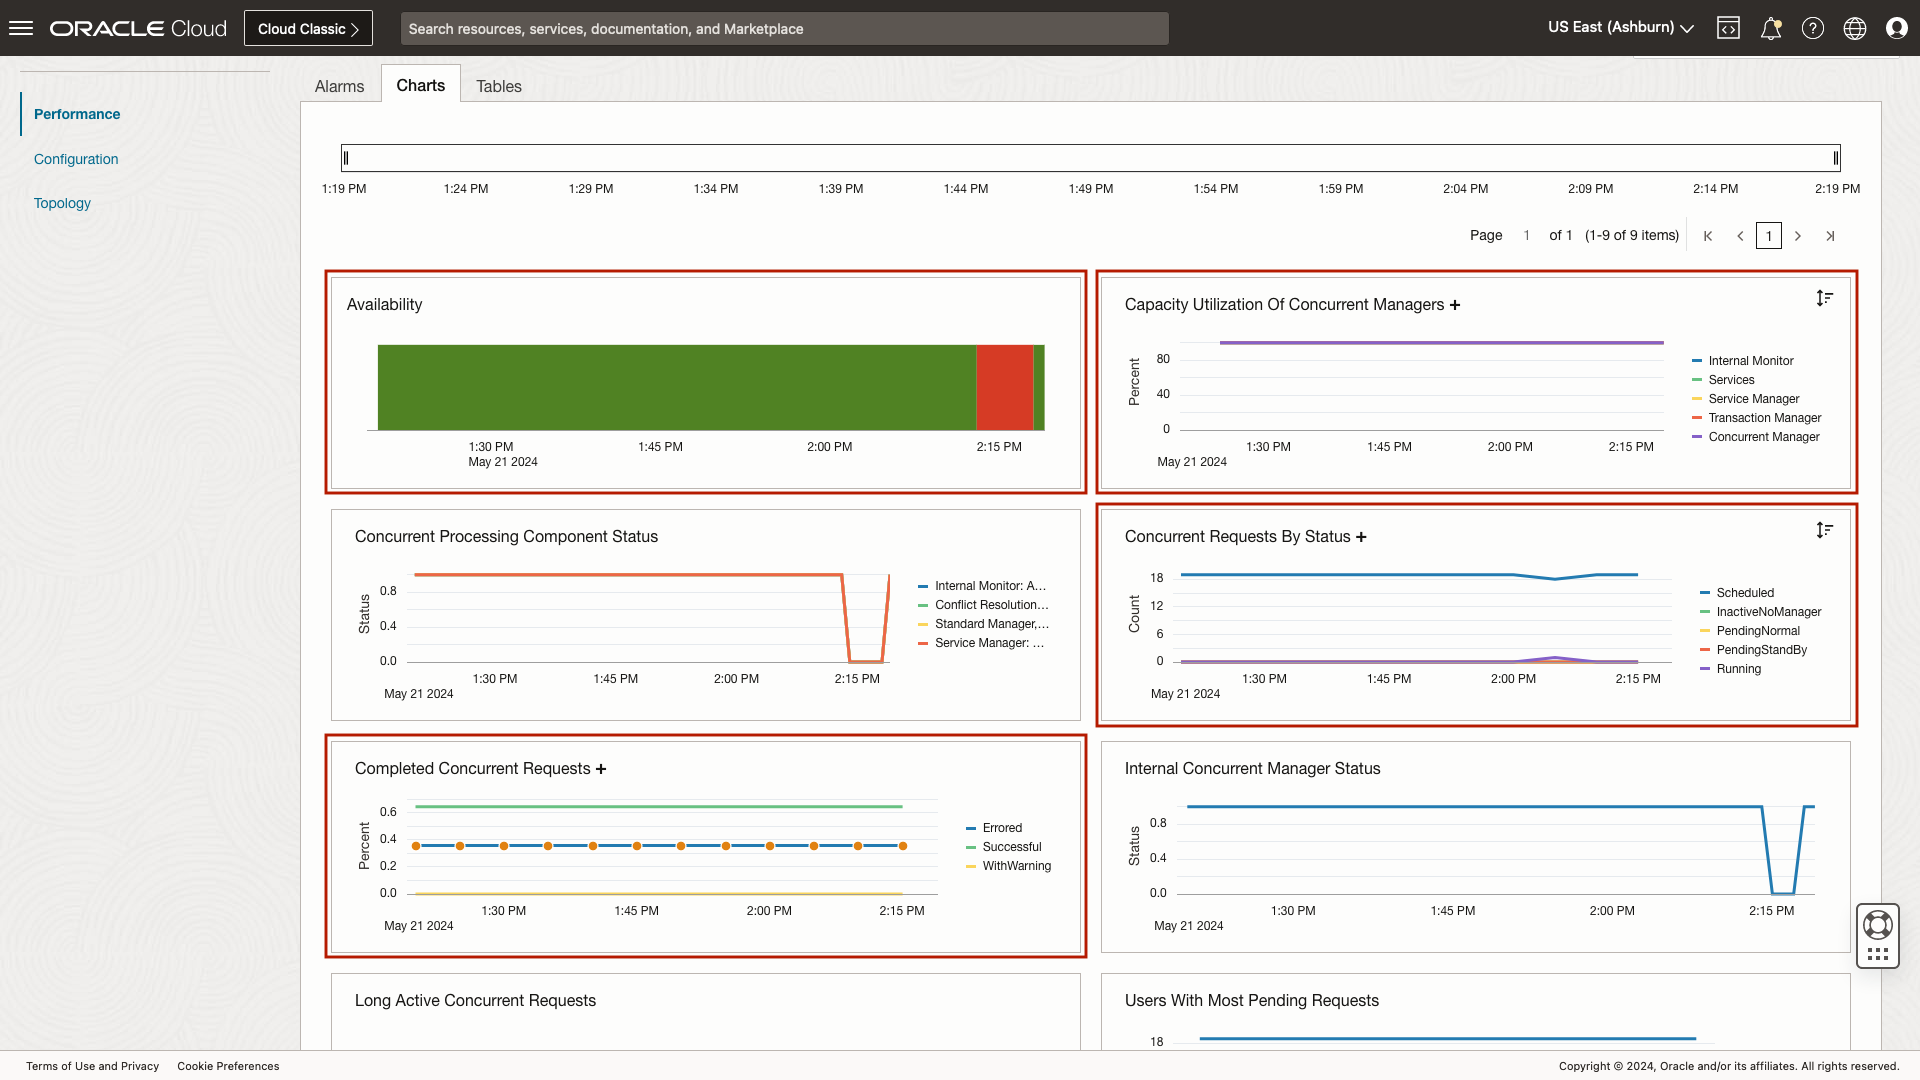 ORACLE Cloud
Cloud Classic
Search resources, services, documentation, and Marketplace
US East (Ashburn)
Performance
Configuration
Topology
Alarms
Charts
Tables
1:19 PM 1:24 PM 1:29 PM 1:34 PM 1:39 PM 1:44 PM 1:49 PM 1:54 PM 1:59 PM 2:04 PM 2:09 PM 2:14 PM 2:19 PM
Page 1 of 1 (1-9 of 9 items) 1
Availability
1:30 PM 1:45 PM 2:00 PM 2:15 PM
May 21 2024
Capacity Utilization Of Concurrent Managers +
Percent
80
40
0
1:30 PM 1:45 PM 2:00 PM 2:15 PM
May 21 2024
Internal Monitor
Services
Service Manager
Transaction Manager
Concurrent Manager
Concurrent Processing Component Status
Status
0.8
0.4
0.0
1:30 PM 1:45 PM 2:00 PM 2:15 PM
May 21 2024
Internal Monitor: A...
Conflict Resolution...
Standard Manager,...
Service Manager: ...
Concurrent Requests By Status +
Count
18
12
6
0
1:30 PM 1:45 PM 2:00 PM 2:15 PM
May 21 2024
Scheduled
InactiveNoManager
PendingNormal
PendingStandBy
Running
Completed Concurrent Requests +
Percent
0.6
0.4
0.2
0.0
1:30 PM 1:45 PM 2:00 PM 2:15 PM
May 21 2024
Errored
Successful
WithWarning
Internal Concurrent Manager Status
Status
0.8
0.4
0.0
1:30 PM 1:45 PM 2:00 PM 2:15 PM
May 21 2024
Long Active Concurrent Requests
Users With Most Pending Requests
18
Terms of Use and Privacy
Cookie Preferences
Copyright © 2024, Oracle and/or its affiliates. All rights reserved.